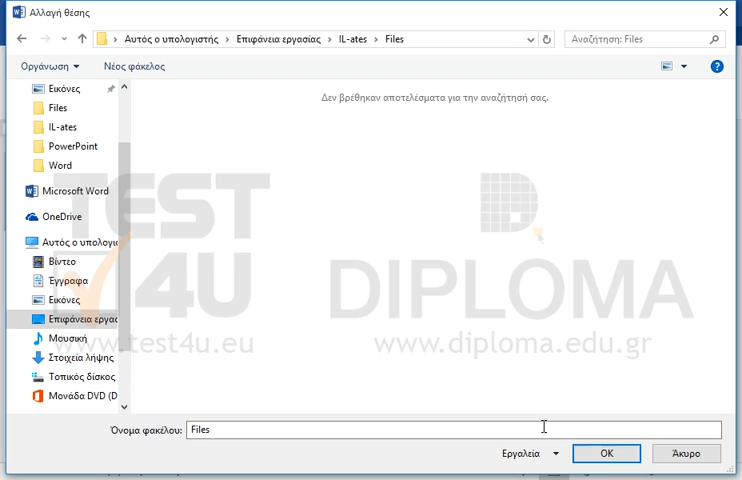 Αλλαγή θέσης
Αυτός ο υπολογιστής > Επιφάνεια εργασίας > IL-ates > Files
Αναζήτηση: Files
Οργάνωση Νέος φάκελος
Εικόνες
Files
IL-ates
PowerPoint
Word
Microsoft Word
OneDrive
Αυτός ο υπολογι
Βίντεο
Έγγραφα
Εικόνες
Επιφάνεια εργασ
Μουσική
Στοιχεία λήψης
Τοπικός δίσκος
Μονάδα DVD (D
Δεν βρέθηκαν αποτελέσματα για την αναζήτησή σας.
TEST
4U
www.test4u.eu
D
DIPLOMA
www.diploma.edu.gr
Όνομα φακέλου: Files
Εργαλεία OK Άκυρο